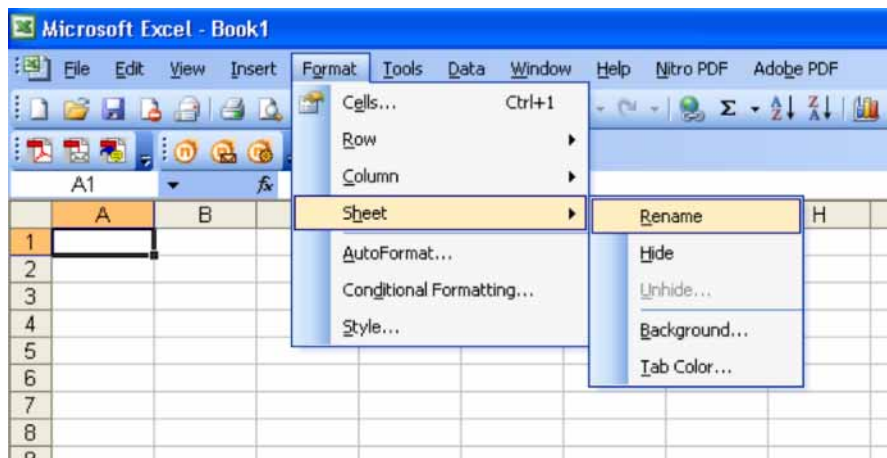 Microsoft Excel - Book1
File Edit View Insert Format Tools Data Window Help Nitro PDF Adobe PDF
Cells... Ctrl+1
Row
Column
Sheet
AutoFormat...
Conditional Formatting...
Style...
Rename
Hide
Unhide...
Background...
Tab Color...
Σ A Z Z A
A1 fx
A B H
1
2
3
4
5
6
7
8